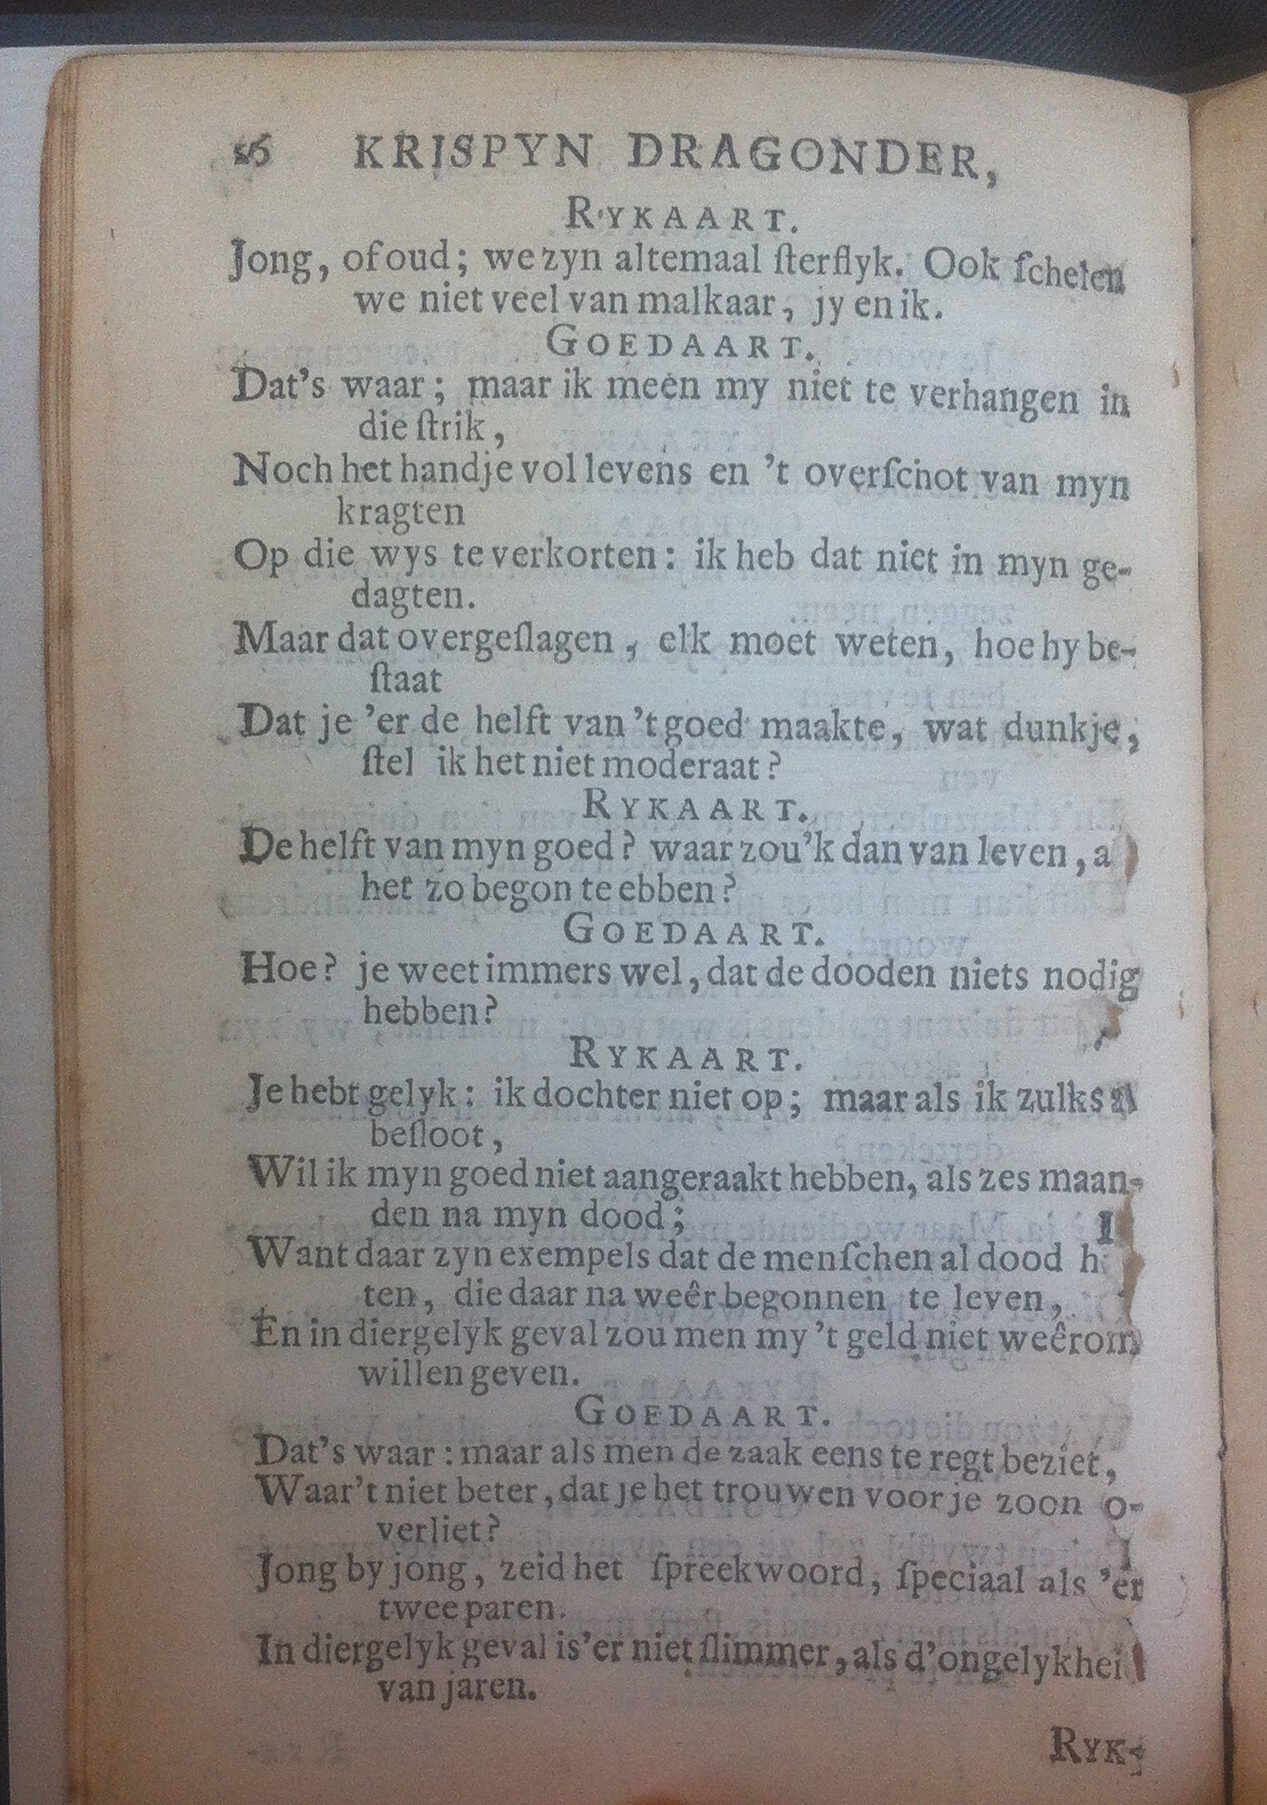 16 KRISPYN DRAGONDER,
RYKAART.
Jong, of oud; we zyn altemaal ſterflyk. Ook ſchelen
we niet veel van malkaar, jy en ik.
GOEDAART.
Dat's waar; maar ik meen my niet te verhangen in
die ſtrik,
Noch het handje vol levens en 't overſchot van myn
kragten
Op die wys te verkorten: ik heb dat niet in myn ge-
dagten.
Maar dat overgeſlagen, elk moet weten, hoe hy be-
ſtaat
Dat je 'er de helft van 't goed maakte, wat dunkje,
ſtel ik het niet moderaat?
RYKAART.
De helft van myn goed? waar zou'k dan van leven, a
het zo begon te ebben?
GOEDAART.
Hoe? je weet immers wel, dat de dooden niets nodig
hebben?
RYKAART.
Je hebt gelyk: ik dochter niet op; maar als ik zulks
beſloot,
Wil ik myn goed niet aangeraakt hebben, als zes maan-
den na myn dood;
Want daar zyn exempels dat de menſchen al dood h
ten, die daar na weêr begonnen te leven,
En in diergelyk geval zou men my 't geld niet weêrom
willen geven.
GOEDAART.
Dat's waar: maar als men de zaak eens te regt beziet,
Waar't niet beter, dat je het trouwen voor je zoon o-
verliet?
Jong by jong, zeid het ſpreekwoord, ſpeciaal als 'er
twee paren.
In diergelyk geval is'er niet ſlimmer, als d'ongelykhei
van jaren.
RYK-